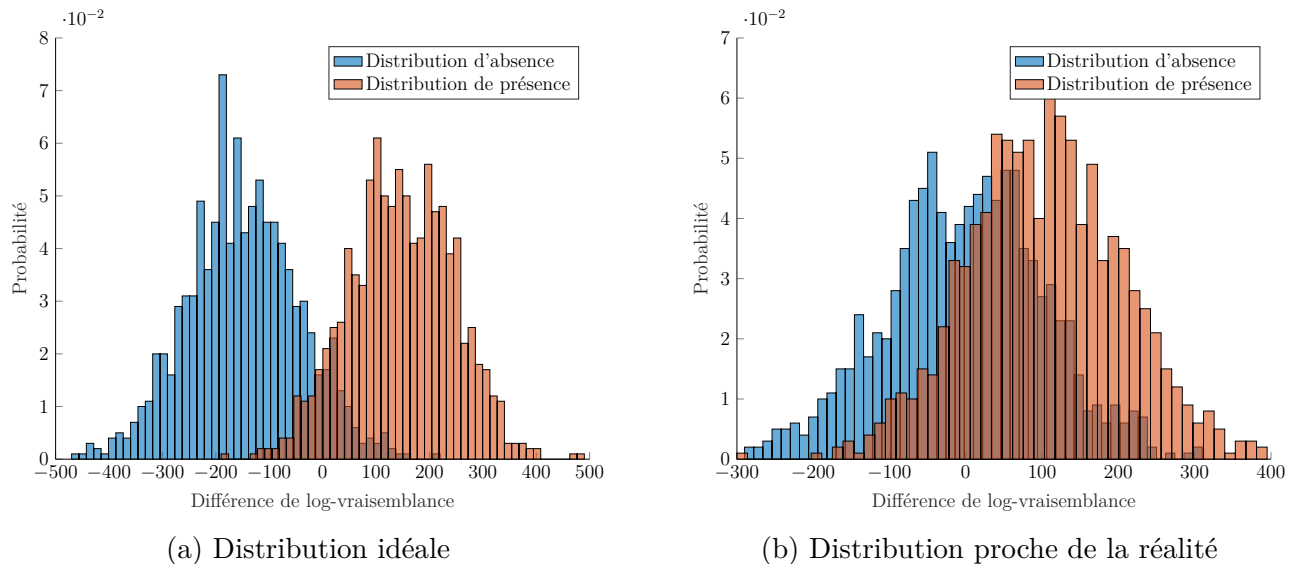 ·10−2
8
7
6
5
4
3
2
1
0
−500 −400 −300 −200 −100 0 100 200 300 400 500
Probabilité
Différence de log-vraisemblance
Distribution d'absence
Distribution de présence
(a) Distribution idéale
·10−2
7
6
5
4
3
2
1
0
−300 −200 −100 0 100 200 300 400
Probabilité
Différence de log-vraisemblance
Distribution d'absence
Distribution de présence
(b) Distribution proche de la réalité